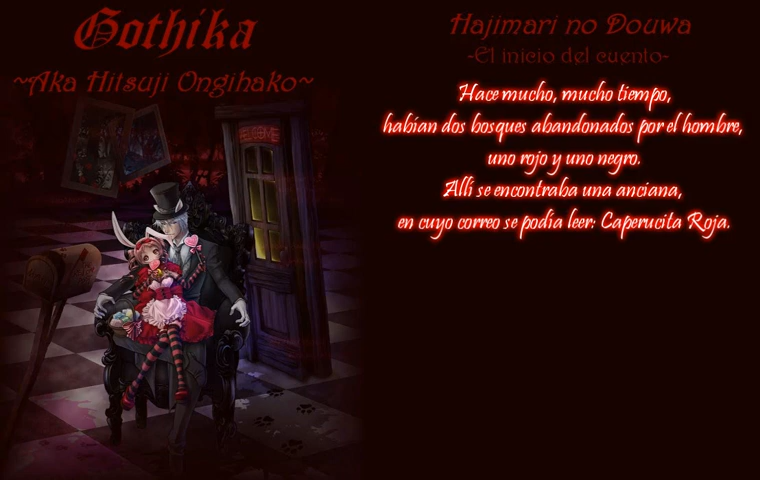 Gothika
~Aka Hitsuji Ongihako~
Hajimari no Douwa
-El inicio del cuento-
Hace mucho, mucho tiempo,
habían dos bosques abandonados por el hombre,
uno rojo y uno negro.
Allí se encontraba una anciana,
en cuyo correo se podía leer: Caperucita Roja.
WELCOME